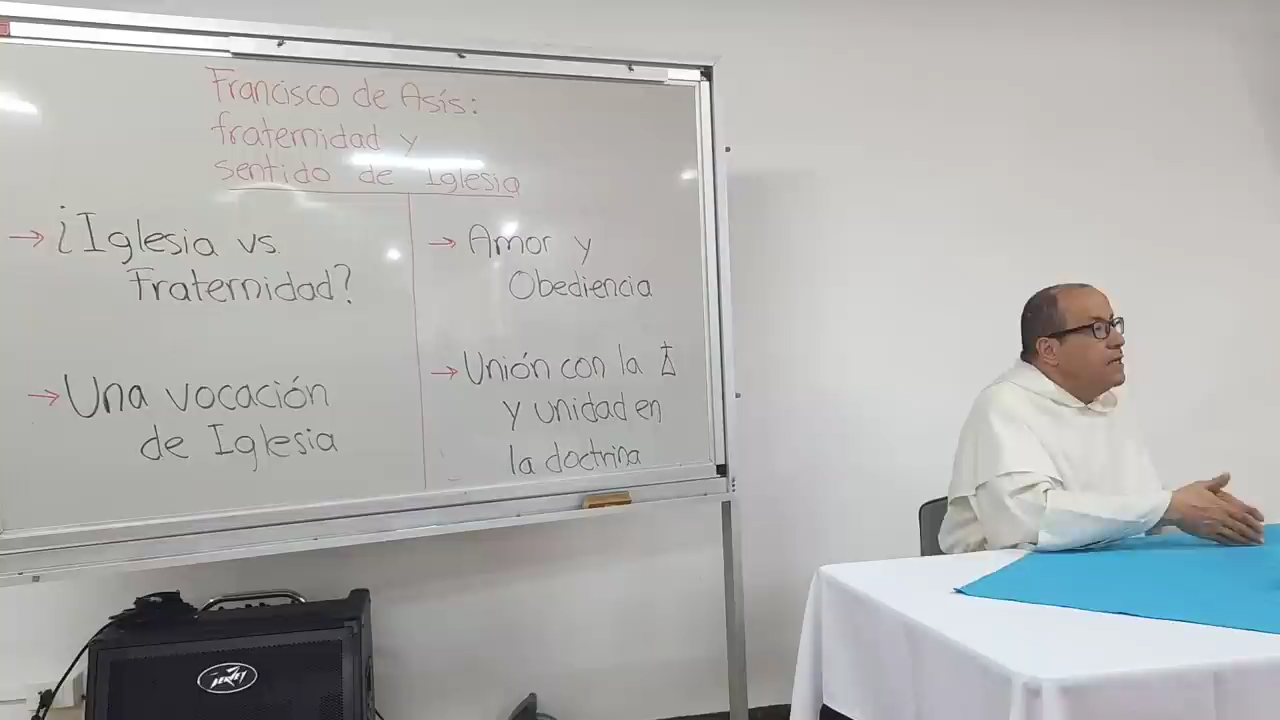 Francisco de Asís:
fraternidad y
sentido de Iglesia
→ ¿Iglesia vs.
Fraternidad?
→ Una vocación
de Iglesia
→ Amor y
Obediencia
→ Unión con la
y unidad en
la doctrina
PEAVEY